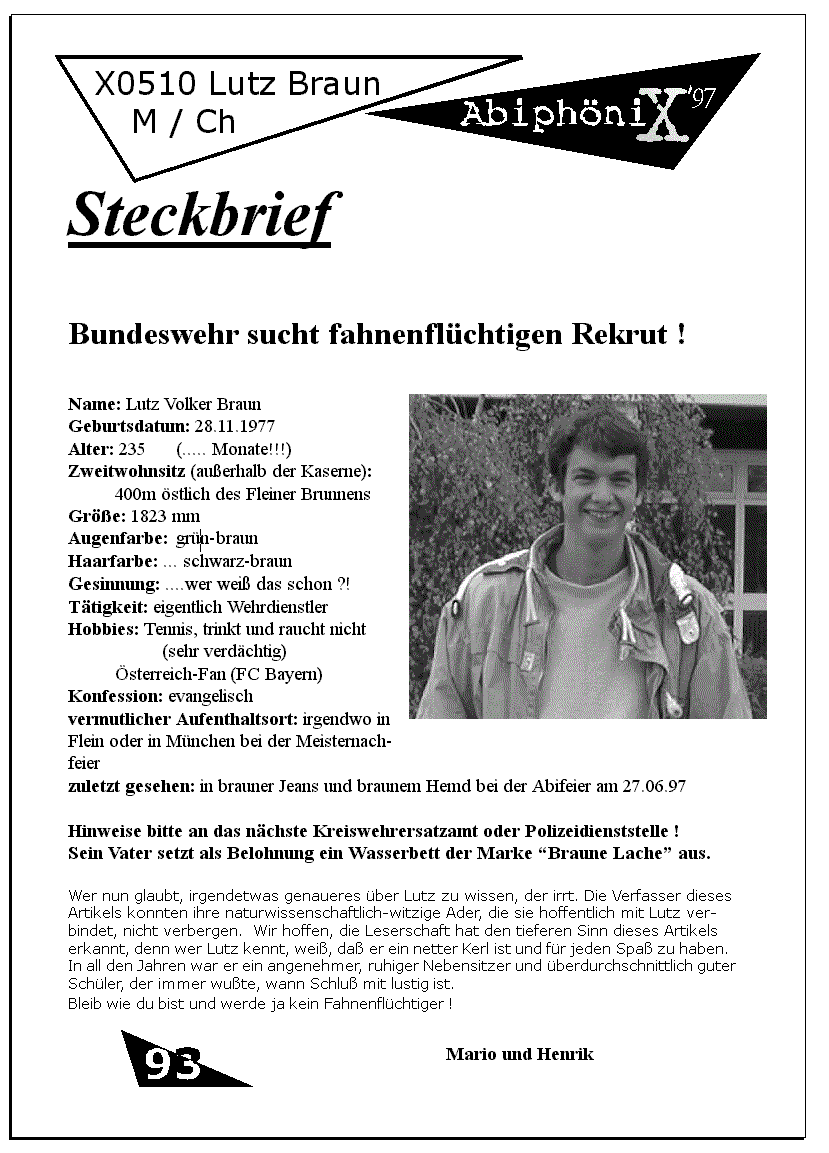 X0510 Lutz Braun
M / Ch
AbiphöniX '97
Steckbrief
Bundeswehr sucht fahnenflüchtigen Rekrut !
Name: Lutz Volker Braun
Geburtsdatum: 28.11.1977
Alter: 235 (..... Monate!!!)
Zweitwohnsitz (außerhalb der Kaserne):
400m östlich des Fleiner Brunnens
Größe: 1823 mm
Augenfarbe: grün-braun
Haarfarbe: ... schwarz-braun
Gesinnung: ....wer weiß das schon ?!
Tätigkeit: eigentlich Wehrdienstler
Hobbies: Tennis, trinkt und raucht nicht
(sehr verdächtig)
Österreich-Fan (FC Bayern)
Konfession: evangelisch
vermutlicher Aufenthaltsort: irgendwo in
Flein oder in München bei der Meisternach-
feier
zuletzt gesehen: in brauner Jeans und braunem Hemd bei der Abifeier am 27.06.97
Hinweise bitte an das nächste Kreiswehrersatzamt oder Polizeidienststelle !
Sein Vater setzt als Belohnung ein Wasserbett der Marke “Braune Lache” aus.
Wer nun glaubt, irgendetwas genaueres über Lutz zu wissen, der irrt. Die Verfasser dieses
Artikels konnten ihre naturwissenschaftlich-witzige Ader, die sie hoffentlich mit Lutz ver-
bindet, nicht verbergen. Wir hoffen, die Leserschaft hat den tieferen Sinn dieses Artikels
erkannt, denn wer Lutz kennt, weiß, daß er ein netter Kerl ist und für jeden Spaß zu haben.
In all den Jahren war er ein angenehmer, ruhiger Nebensitzer und überdurchschnittlich guter
Schüler, der immer wußte, wann Schluß mit lustig ist.
Bleib wie du bist und werde ja kein Fahnenflüchtiger !
Mario und Henrik
93